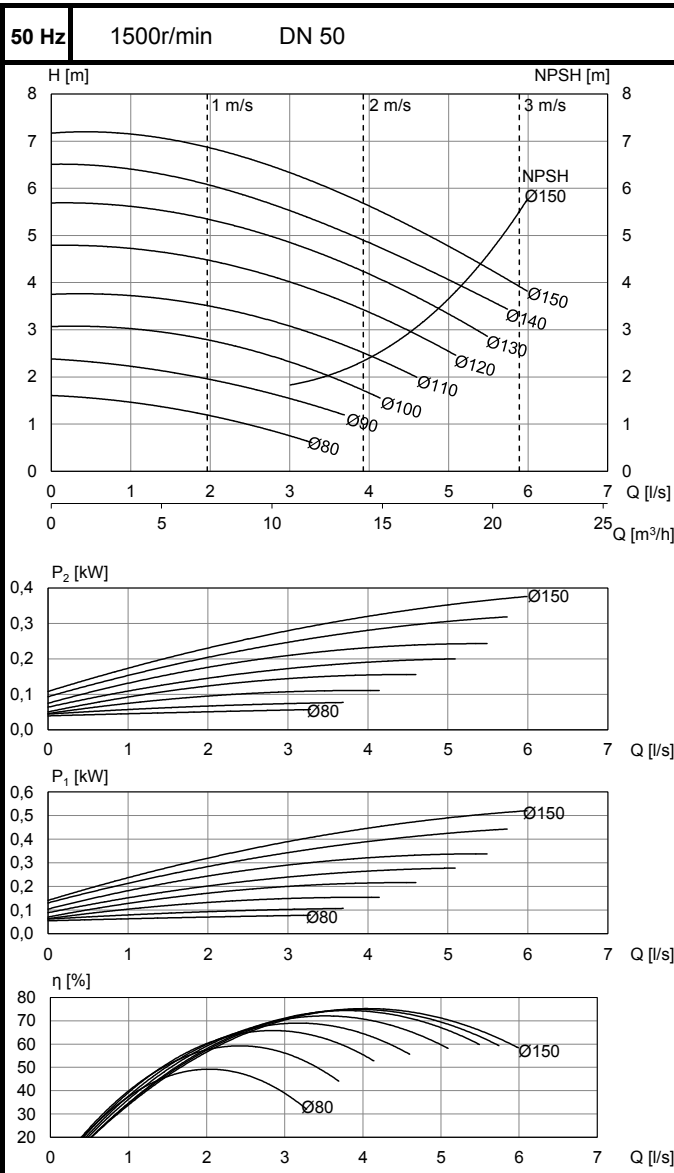 50 Hz 1500r/min DN 50
H [m] NPSH [m]
8 1 m/s 2 m/s 3 m/s 8
7 7
NPSH
6 Ø150 6
5 5
4 4
Ø150
Ø140
3 Ø130 3
Ø120
2 Ø110 2
Ø100
1 Ø90 1
Ø80
0 0
0 1 2 3 4 5 6 7 Q [l/s]
0 5 10 15 20 25 Q [m³/h]
P₂ [kW]
0,4 Ø150
0,3
0,2
0,1 Ø80
0,0
0 1 2 3 4 5 6 7 Q [l/s]
P₁ [kW]
0,6
0,5 Ø150
0,4
0,3
0,2
0,1 Ø80
0,0
0 1 2 3 4 5 6 7 Q [l/s]
η [%]
80
70
60 Ø150
50
40
30 Ø80
20
0 1 2 3 4 5 6 7 Q [l/s]